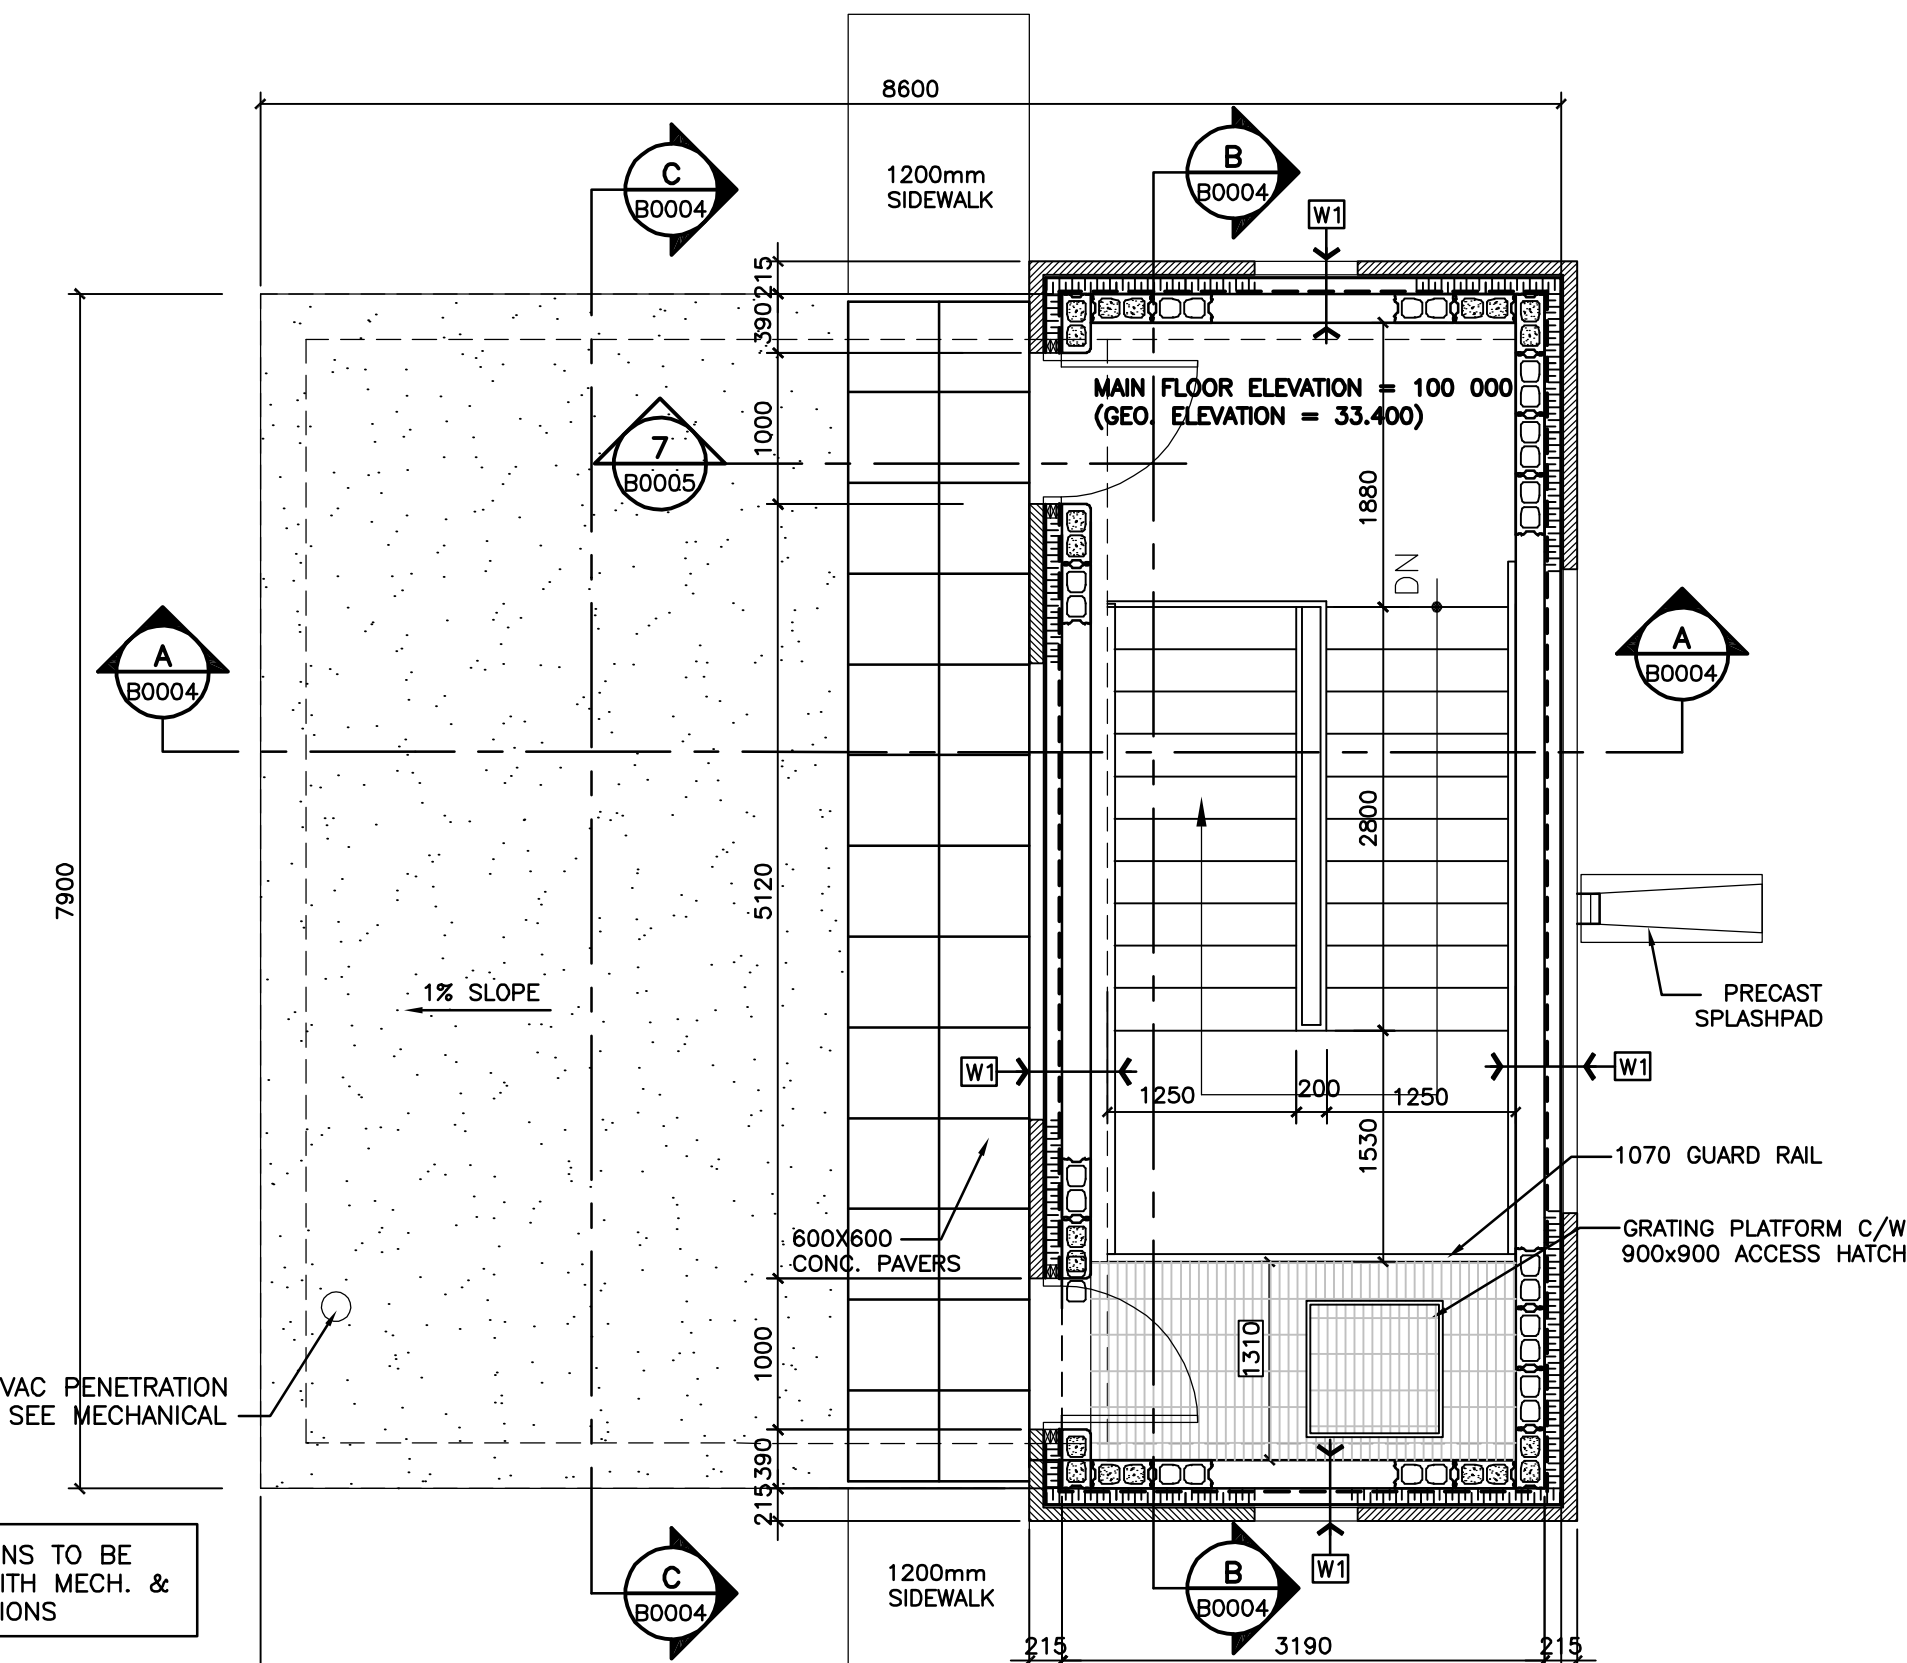 8600
C
B0004
1200mm
SIDEWALK
B
B0004
W1
215
390
MAIN FLOOR ELEVATION = 100 000
(GEO. ELEVATION = 33.400)
1000
7
B0005
1880
DN
A
B0004
A
B0004
2800
7900
5120
1% SLOPE
PRECAST
SPLASHPAD
W1
W1
1250
200
1250
1530
1070 GUARD RAIL
600X600
CONC. PAVERS
GRATING PLATFORM C/W
900x900 ACCESS HATCH
1310
1000
VAC PENETRATION
SEE MECHANICAL
390
215
NS TO BE
ITH MECH. &
IONS
C
B0004
1200mm
SIDEWALK
B
B0004
W1
215
3190
215